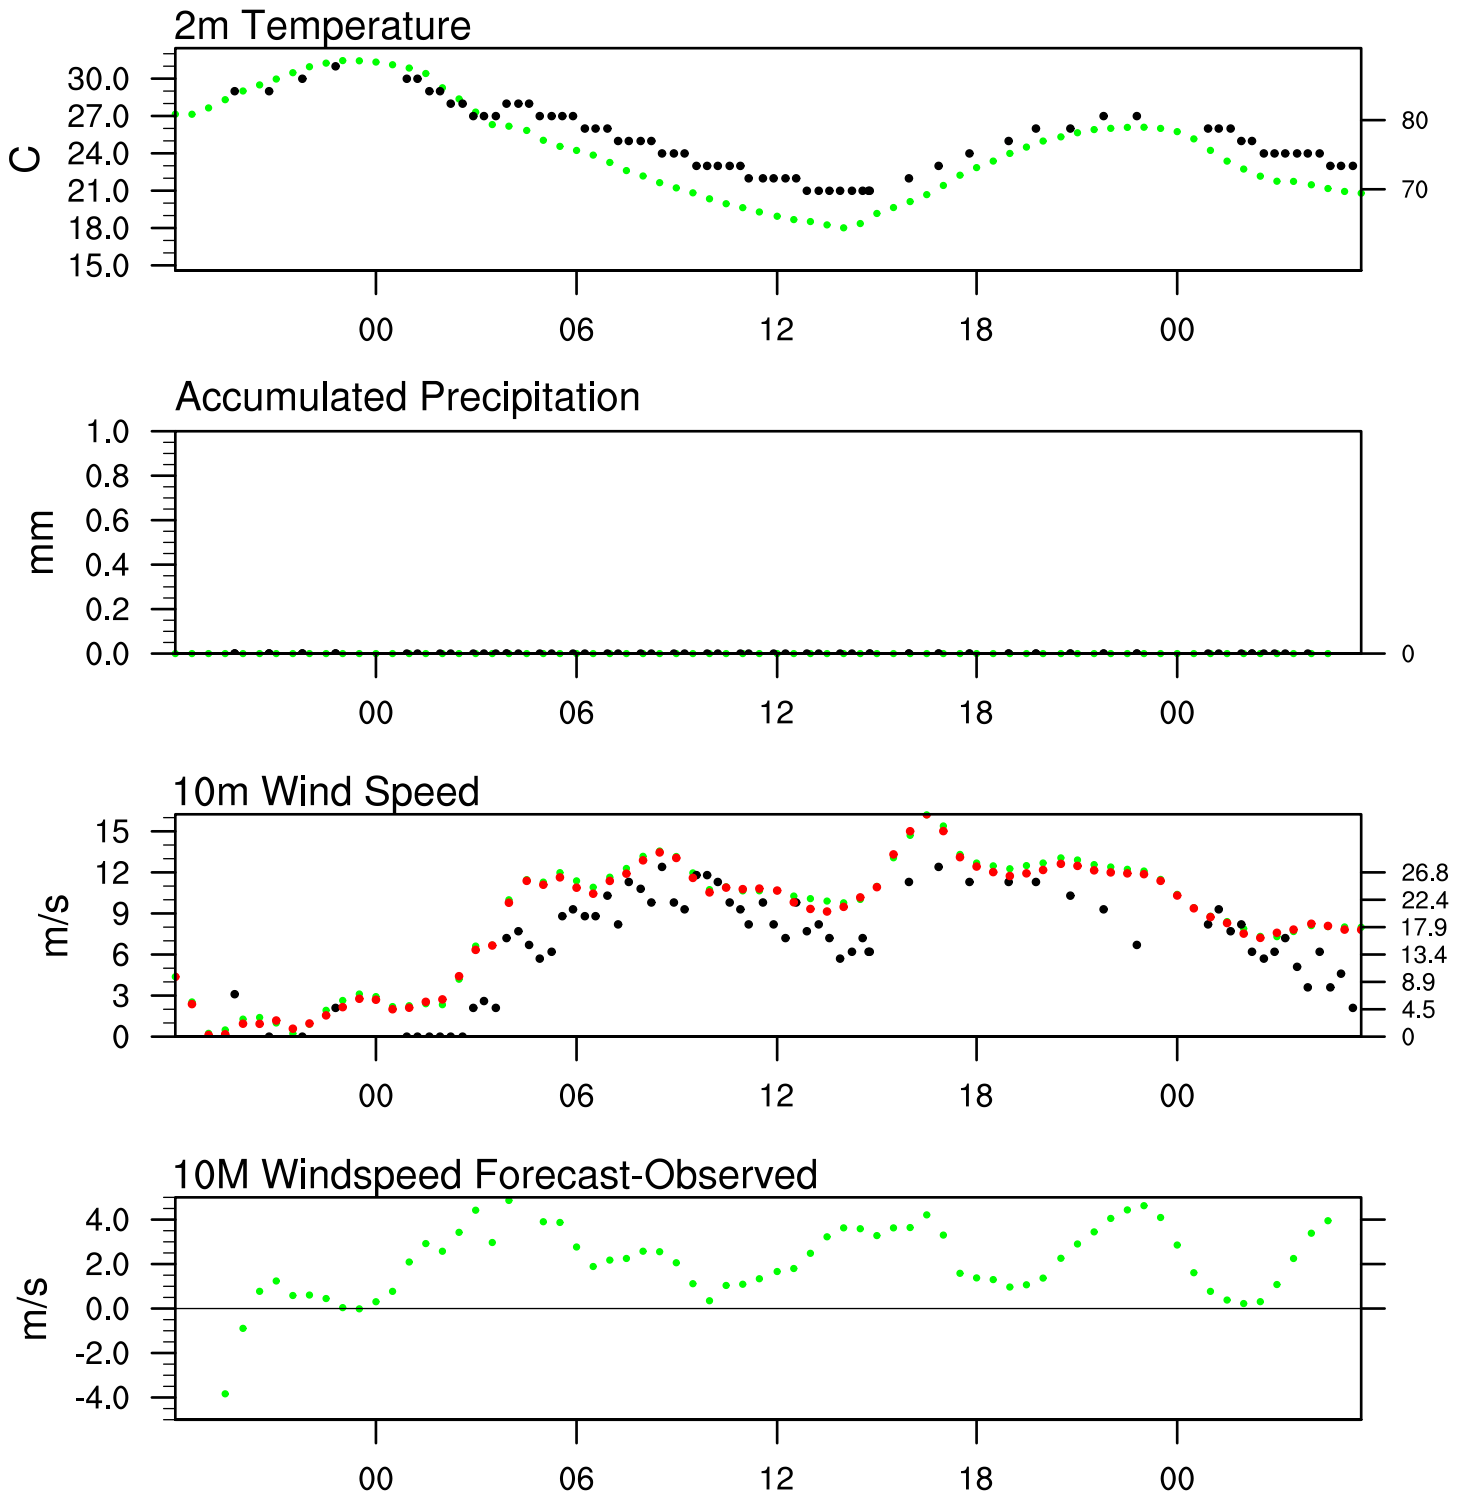 2m Temperature
30.0
27.0
24.0
21.0
18.0
15.0
C
80
70
00 06 12 18 00
Accumulated Precipitation
1.0
0.8
0.6
0.4
0.2
0.0
mm
0
00 06 12 18 00
10m Wind Speed
15
12
9
6
3
0
m/s
26.8
22.4
17.9
13.4
8.9
4.5
0
00 06 12 18 00
10M Windspeed Forecast-Observed
4.0
2.0
0.0
-2.0
-4.0
m/s
00 06 12 18 00